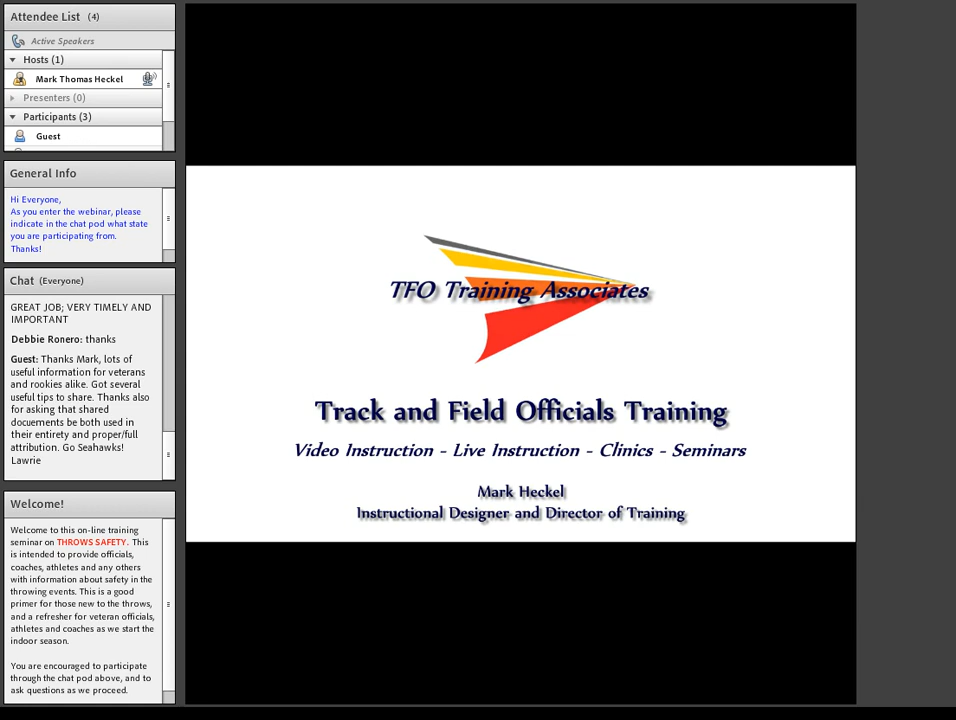 Attendee List (4)
Active Speakers
Hosts (1)
Mark Thomas Heckel
Presenters (0)
Participants (3)
Guest
General Info
Hi Everyone,
As you enter the webinar, please
indicate in the chat pod what state
you are participating from.
Thanks!
Chat (Everyone)
GREAT JOB; VERY TIMELY AND
IMPORTANT
Debbie Ronero: thanks
Guest: Thanks Mark, lots of
useful information for veterans
and rookies alike. Got several
useful tips to share. Thanks also
for asking that shared
docuements be both used in
their entirety and proper/full
attribution. Go Seahawks!
Lawrie
Welcome!
Welcome to this on-line training
seminar on THROWS SAFETY. This
is intended to provide officials,
coaches, athletes and any others
with information about safety in the
throwing events. This is a good
primer for those new to the throws,
and a refresher for veteran officials,
athletes and coaches as we start the
indoor season.
You are encouraged to participate
through the chat pod above, and to
ask questions as we proceed.
TFO Training Associates
Track and Field Officials Training
Video Instruction - Live Instruction - Clinics - Seminars
Mark Heckel
Instructional Designer and Director of Training